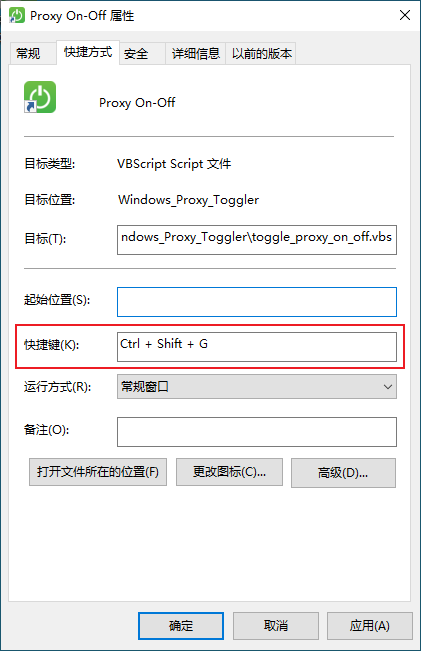 Proxy On-Off 属性
常规 快捷方式 安全 详细信息 以前的版本
Proxy On-Off
目标类型: VBScript Script 文件
目标位置: Windows_Proxy_Toggler
目标(T): ndows_Proxy_Toggler\toggle_proxy_on_off.vbs
起始位置(S):
快捷键(K): Ctrl + Shift + G
运行方式(R): 常规窗口
备注(O):
打开文件所在的位置(F) 更改图标(C)... 高级(D)...
确定 取消 应用(A)